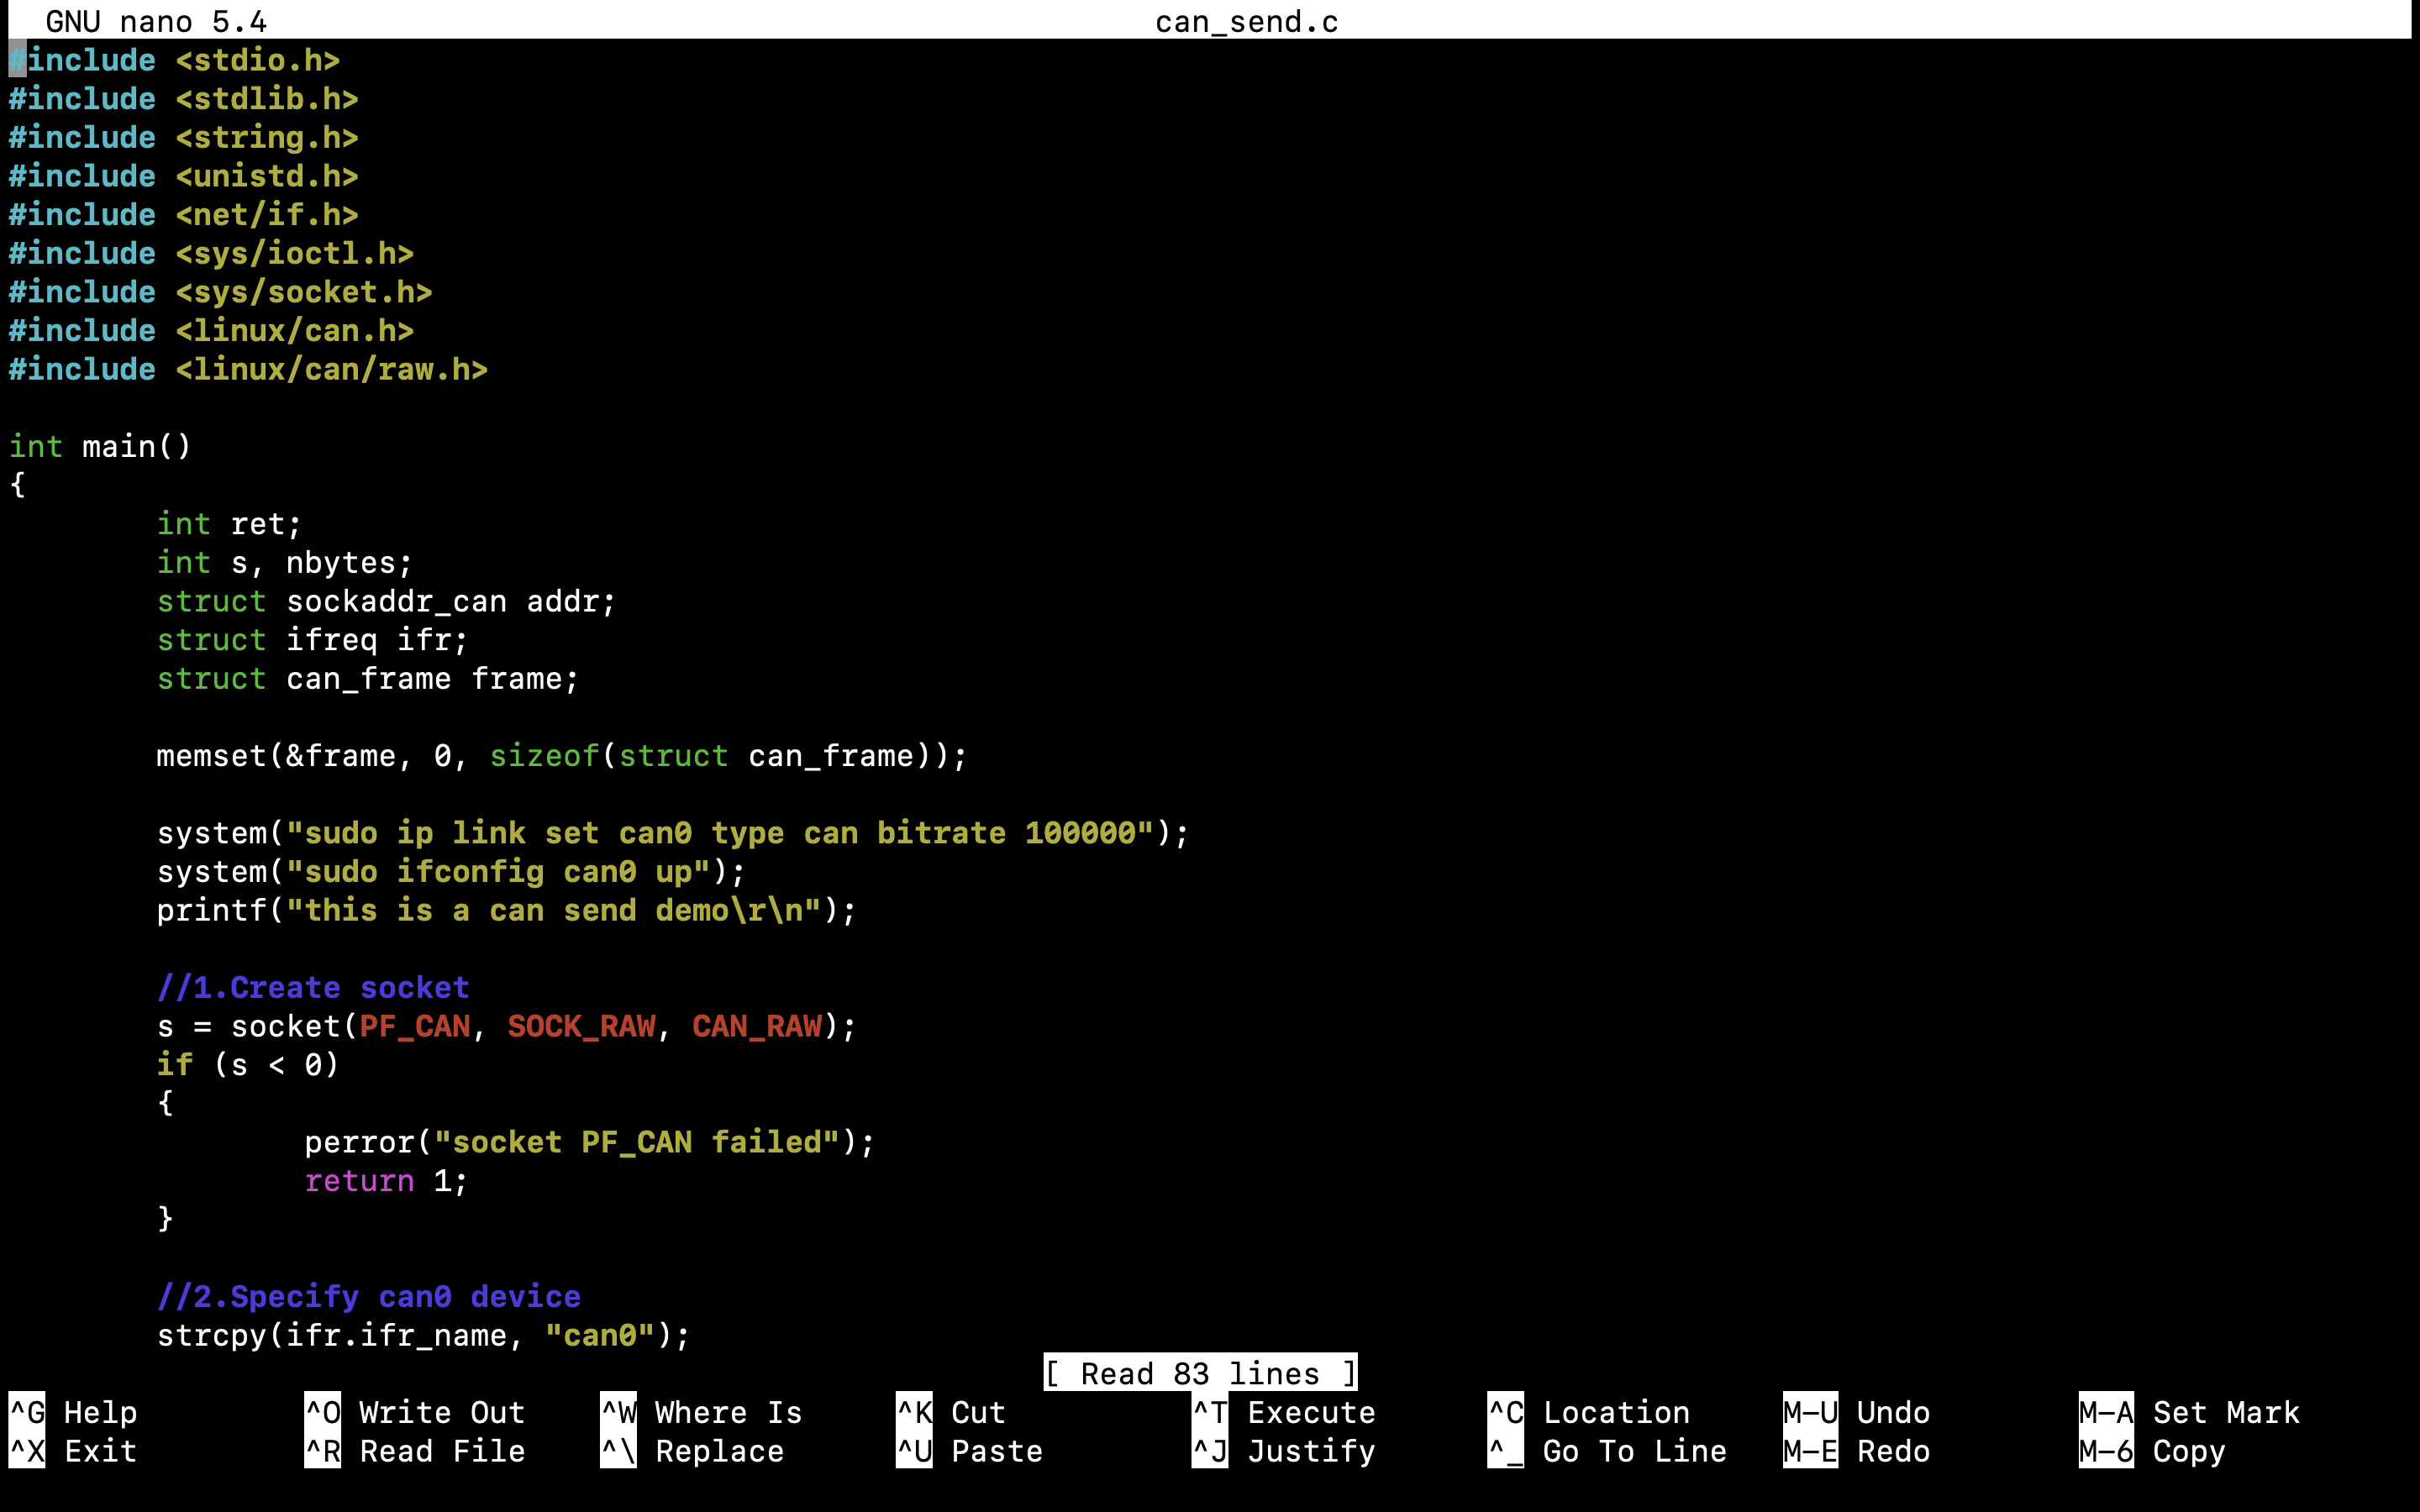 GNU nano 5.4 can_send.c
#include <stdio.h>
#include <stdlib.h>
#include <string.h>
#include <unistd.h>
#include <net/if.h>
#include <sys/ioctl.h>
#include <sys/socket.h>
#include <linux/can.h>
#include <linux/can/raw.h>

int main()
{
        int ret;
        int s, nbytes;
        struct sockaddr_can addr;
        struct ifreq ifr;
        struct can_frame frame;

        memset(&frame, 0, sizeof(struct can_frame));

        system("sudo ip link set can0 type can bitrate 100000");
        system("sudo ifconfig can0 up");
        printf("this is a can send demo\r\n");

        //1.Create socket
        s = socket(PF_CAN, SOCK_RAW, CAN_RAW);
        if (s < 0)
        {
                perror("socket PF_CAN failed");
                return 1;
        }

        //2.Specify can0 device
        strcpy(ifr.ifr_name, "can0");
[ Read 83 lines ]
^G Help ^O Write Out ^W Where Is ^K Cut ^T Execute ^C Location M-U Undo M-A Set Mark
^X Exit ^R Read File ^\ Replace ^U Paste ^J Justify ^_ Go To Line M-E Redo M-6 Copy